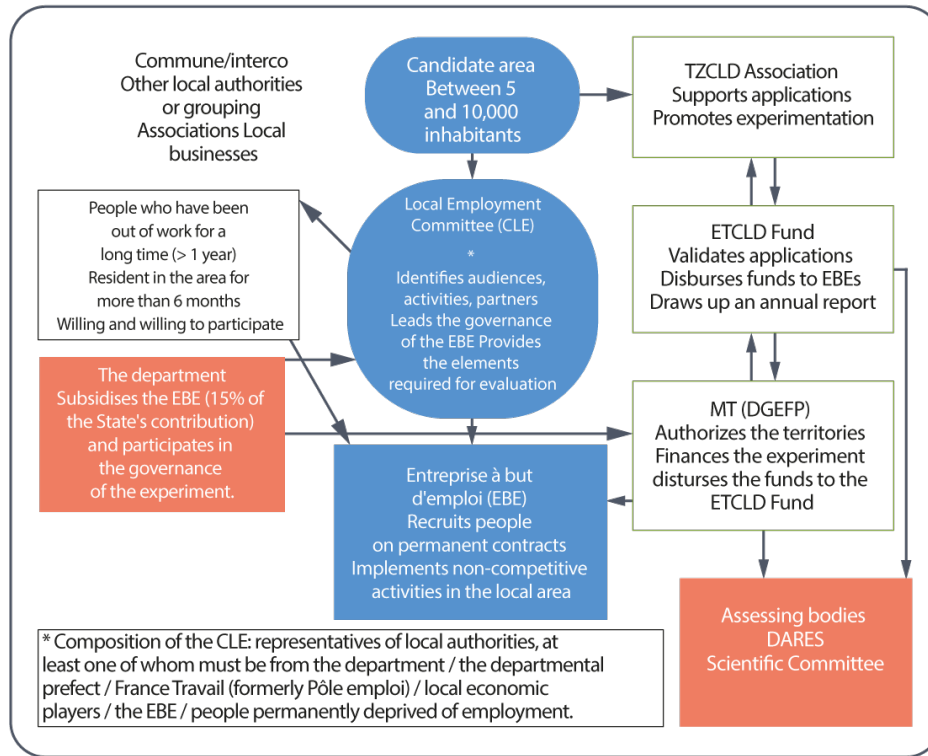 Commune/interco
Other local authorities
or grouping
Associations Local
businesses
Candidate area
Between 5
and 10,000
inhabitants
TZCLD Association
Supports applications
Promotes experimentation
People who have been
out of work for a
long time (> 1 year)
Resident in the area for
more than 6 months
Willing and willing to participate
Local Employment
Committee (CLE)
*
Identifies audiences,
activities, partners
Leads the governance
of the EBE Provides
the elements
required for evaluation
ETCLD Fund
Validates applications
Disburses funds to EBEs
Draws up an annual report
The department
Subsidises the EBE (15% of
the State's contribution)
and participates in
the governance
of the experiment.
MT (DGEFP)
Authorizes the territories
Finances the experiment
disturses the funds to the
ETCLD Fund
Entreprise à but
d'emploi (EBE)
Recruits people
on permanent contracts
Implements non-competitive
activities in the local area
Assessing bodies
DARES
Scientific Committee
* Composition of the CLE: representatives of local authorities, at
least one of whom must be from the department / the departmental
prefect / France Travail (formerly Pôle emploi) / local economic
players / the EBE / people permanently deprived of employment.